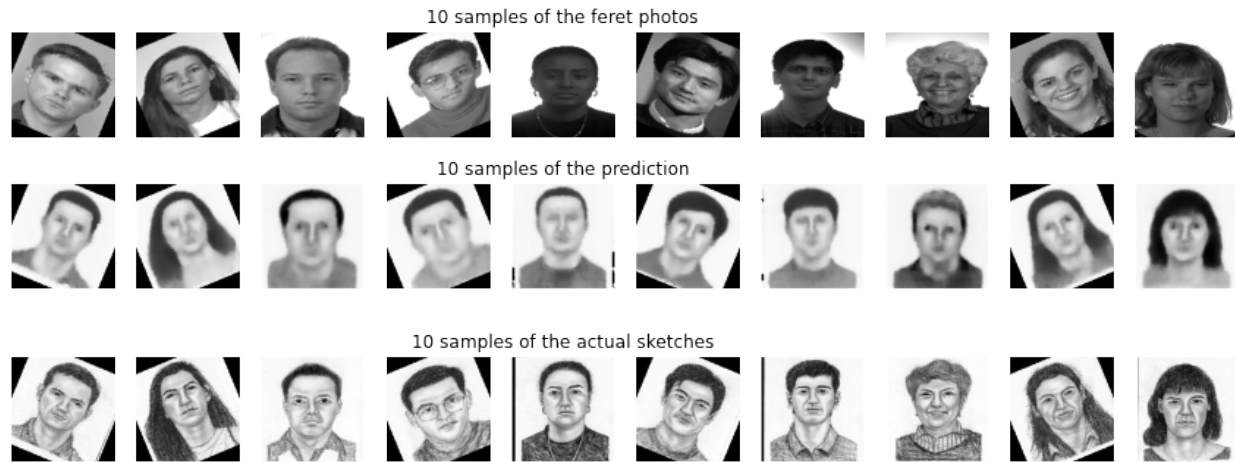 10 samples of the feret photos
10 samples of the prediction
10 samples of the actual sketches